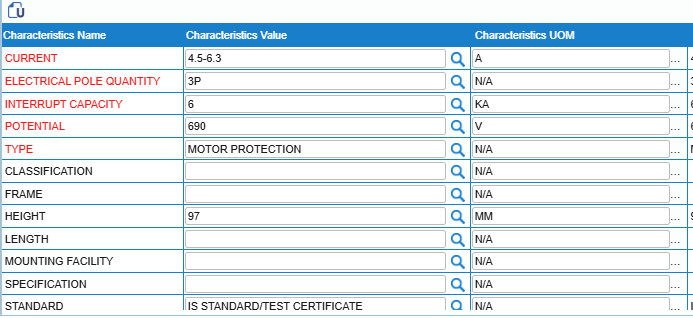 U
Characteristics Name Characteristics Value Characteristics UOM
CURRENT 4.5-6.3 A ...
ELECTRICAL POLE QUANTITY 3P N/A ...
INTERRUPT CAPACITY 6 KA ...
POTENTIAL 690 V ...
TYPE MOTOR PROTECTION N/A ...
CLASSIFICATION N/A ...
FRAME N/A ...
HEIGHT 97 MM ...
LENGTH N/A ...
MOUNTING FACILITY N/A ...
SPECIFICATION N/A ...
STANDARD IS STANDARD/TEST CERTIFICATE N/A ...